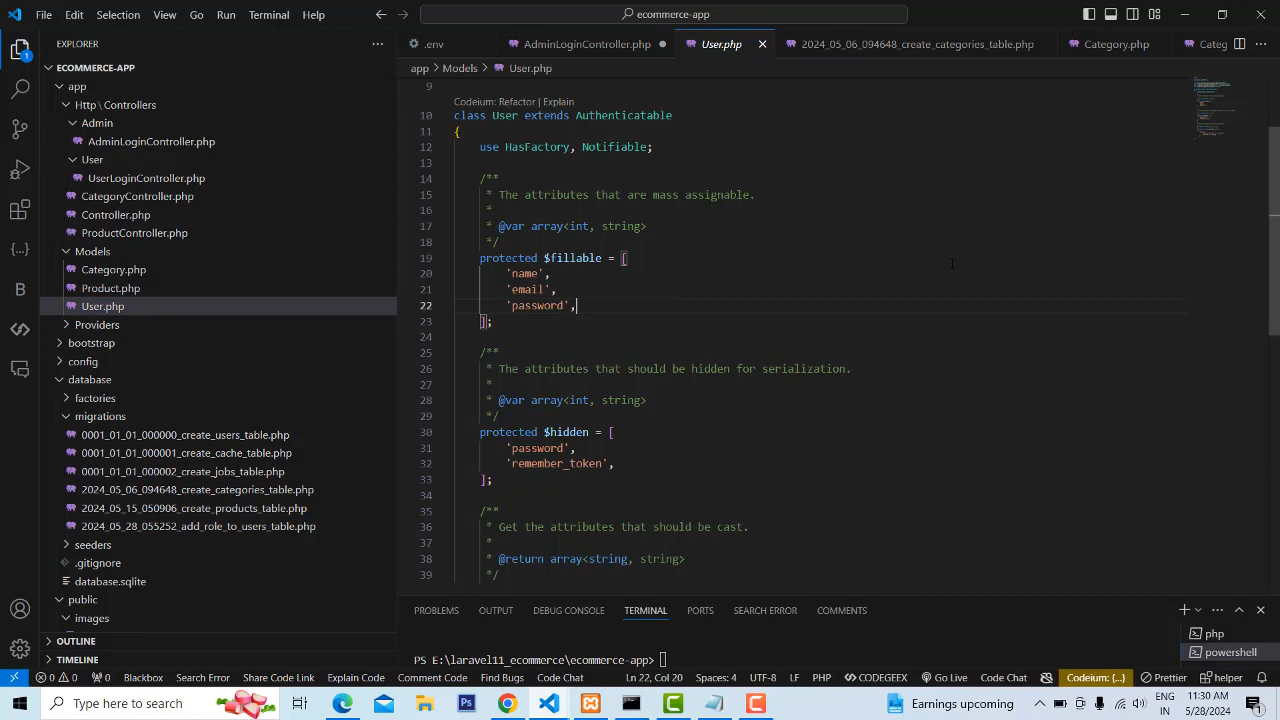 File Edit Selection View Go Run Terminal Help
ecommerce-app
EXPLORER
ECOMMERCE-APP
app
Http\Controllers
Admin
AdminLoginController.php
User
UserLoginController.php
CategoryController.php
Controller.php
ProductController.php
Models
Category.php
Product.php
User.php
Providers
bootstrap
config
database
factories
migrations
0001_01_01_000000_create_users_table.php
0001_01_01_000001_create_cache_table.php
0001_01_01_000002_create_jobs_table.php
2024_05_06_094648_create_categories_table.php
2024_05_15_050906_create_products_table.php
2024_05_28_055252_add_role_to_users_table.php
seeders
.gitignore
database.sqlite
public
images
OUTLINE
TIMELINE
.env AdminLoginController.php User.php 2024_05_06_094648_create_categories_table.php Category.php Categ
app > Models > User.php
9
Codeium: Refactor | Explain
10 class User extends Authenticatable
11 {
12 use HasFactory, Notifiable;
13
14 /**
15 * The attributes that are mass assignable.
16 *
17 * @var array<int, string>
18 */
19 protected $fillable = [
20 'name',
21 'email',
22 'password',
23 ];
24
25 /**
26 * The attributes that should be hidden for serialization.
27 *
28 * @var array<int, string>
29 */
30 protected $hidden = [
31 'password',
32 'remember_token',
33 ];
34
35 /**
36 * Get the attributes that should be cast.
37 *
38 * @return array<string, string>
39 */
PROBLEMS OUTPUT DEBUG CONSOLE TERMINAL PORTS SEARCH ERROR COMMENTS
PS E:\laravel11_ecommerce\ecommerce-app>
php
powershell
0 0 0 Blackbox Search Error Share Code Link Explain Code Comment Code Find Bugs Code Chat Ln 22, Col 20 Spaces: 4 UTF-8 LF PHP CODEGEEX Go Live Code Chat Codeium: {...} Prettier helper
Type here to search
Ps
Earnings upcoming
ENG
IN
11:30 AM
5/28/2024
1